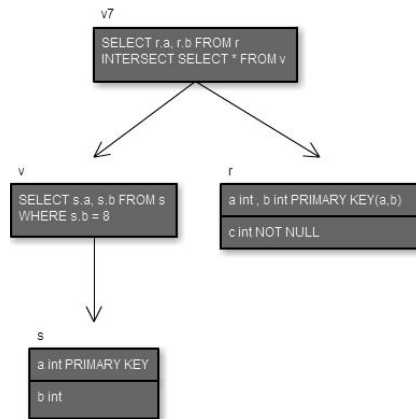 v7
SELECT r.a, r.b FROM r
INTERSECT SELECT * FROM v
v
SELECT s.a, s.b FROM s
WHERE s.b = 8
r
a int , b int PRIMARY KEY(a,b)
c int NOT NULL
s
a int PRIMARY KEY
b int